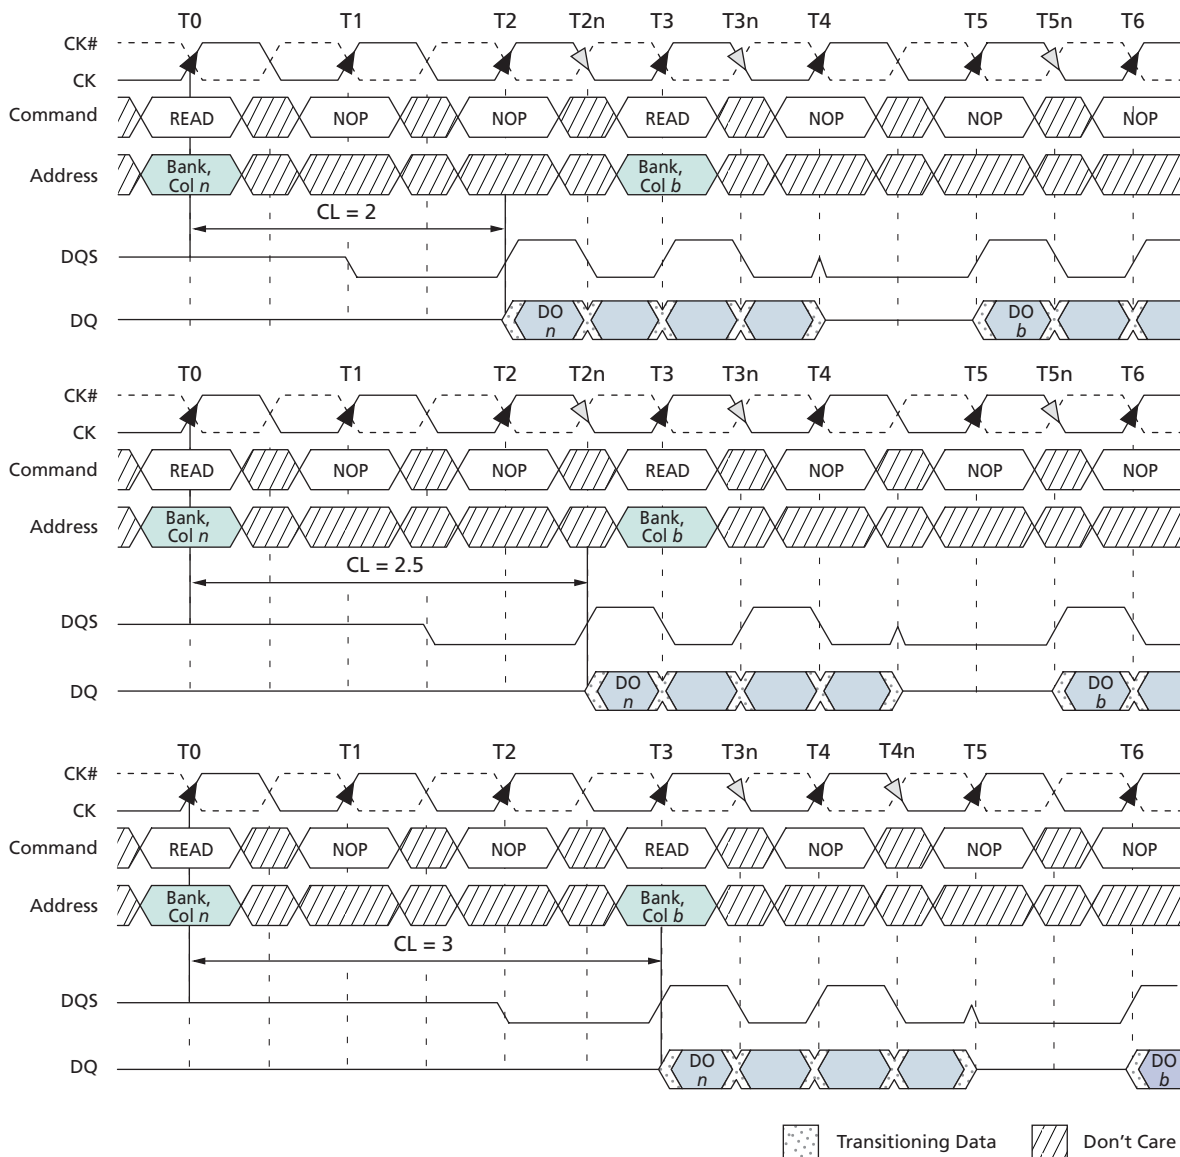 T0 T1 T2 T2n T3 T3n T4 T5 T5n T6
CK#
CK
Command READ NOP NOP READ NOP NOP NOP
Address Bank, Col n Bank, Col b
CL = 2
DQS
DQ DO n DO b
T0 T1 T2 T2n T3 T3n T4 T5 T5n T6
CK#
CK
Command READ NOP NOP READ NOP NOP NOP
Address Bank, Col n Bank, Col b
CL = 2.5
DQS
DQ DO n DO b
T0 T1 T2 T3 T3n T4 T4n T5 T6
CK#
CK
Command READ NOP NOP READ NOP NOP NOP
Address Bank, Col n Bank, Col b
CL = 3
DQS
DQ DO n DO b
Transitioning Data Don't Care